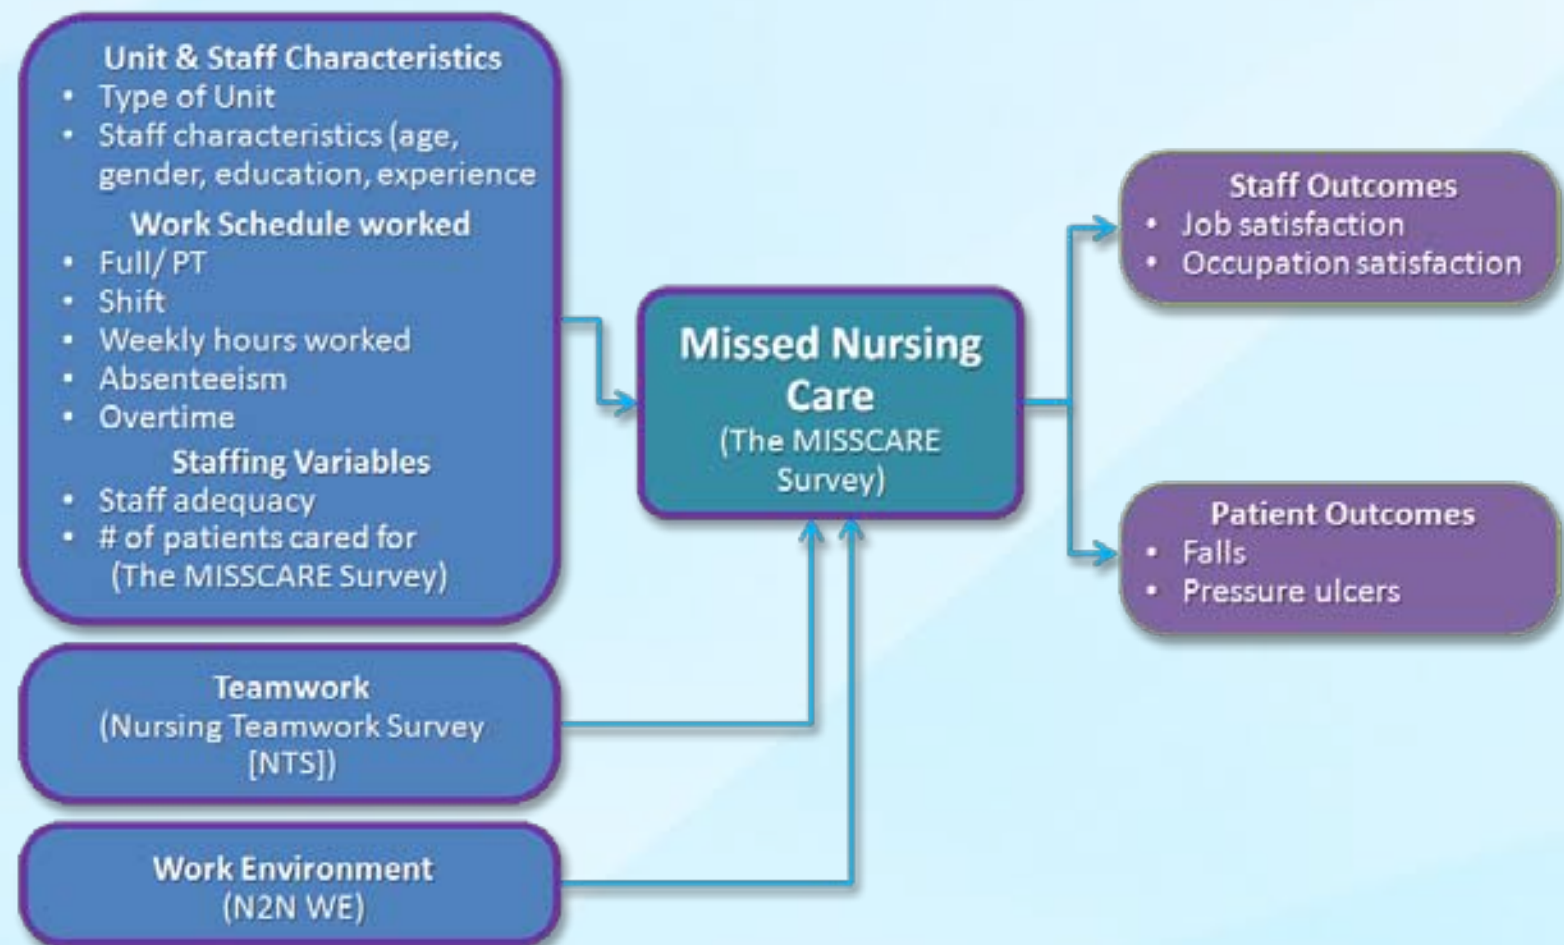 Unit & Staff Characteristics
• Type of Unit
• Staff characteristics (age,
gender, education, experience
Work Schedule worked
• Full/ PT
• Shift
• Weekly hours worked
• Absenteeism
• Overtime
Staffing Variables
• Staff adequacy
• # of patients cared for
(The MISSCARE Survey)
Teamwork
(Nursing Teamwork Survey
[NTS])
Work Environment
(N2N WE)
Missed Nursing
Care
(The MISSCARE
Survey)
Staff Outcomes
• Job satisfaction
• Occupation satisfaction
Patient Outcomes
• Falls
• Pressure ulcers